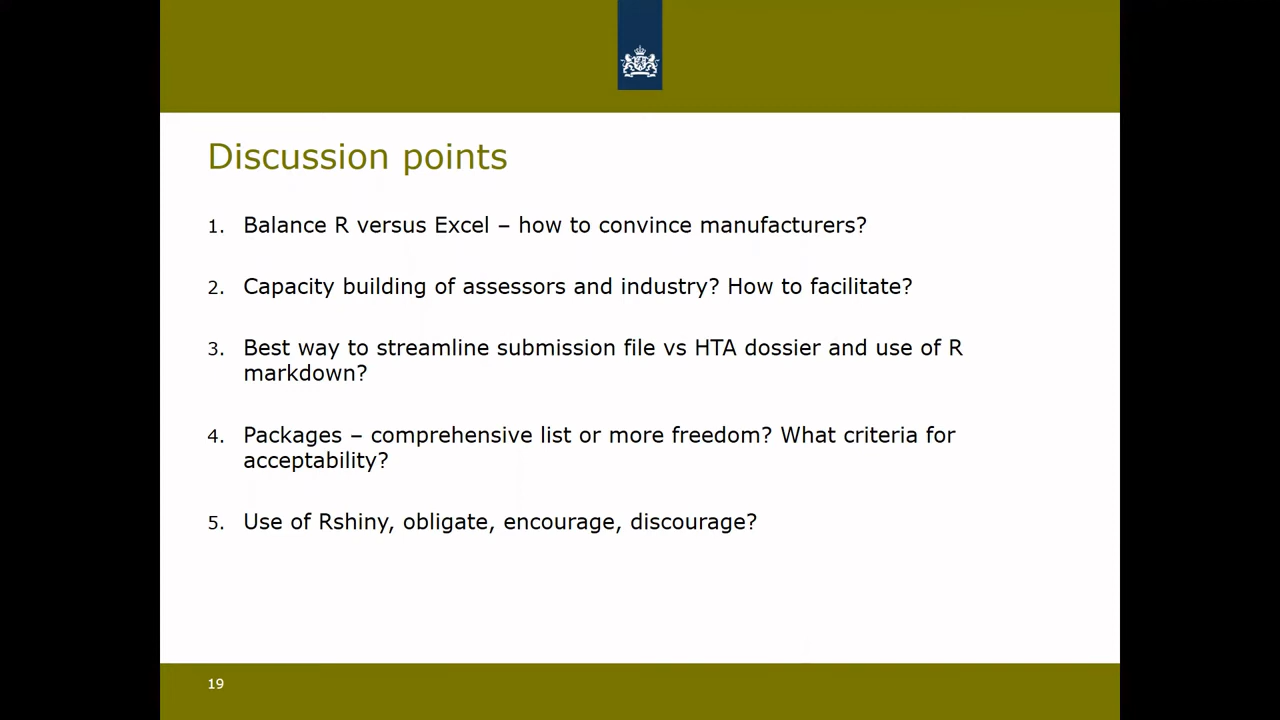 Discussion points
1. Balance R versus Excel – how to convince manufacturers?
2. Capacity building of assessors and industry? How to facilitate?
3. Best way to streamline submission file vs HTA dossier and use of R
markdown?
4. Packages – comprehensive list or more freedom? What criteria for
acceptability?
5. Use of Rshiny, obligate, encourage, discourage?
19